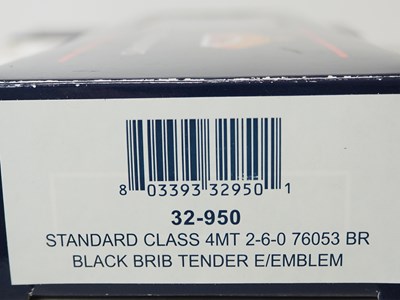 8 03393 32950 1
32-950
STANDARD CLASS 4MT 2-6-0 76053 BR
BLACK BRIB TENDER E/EMBLEM